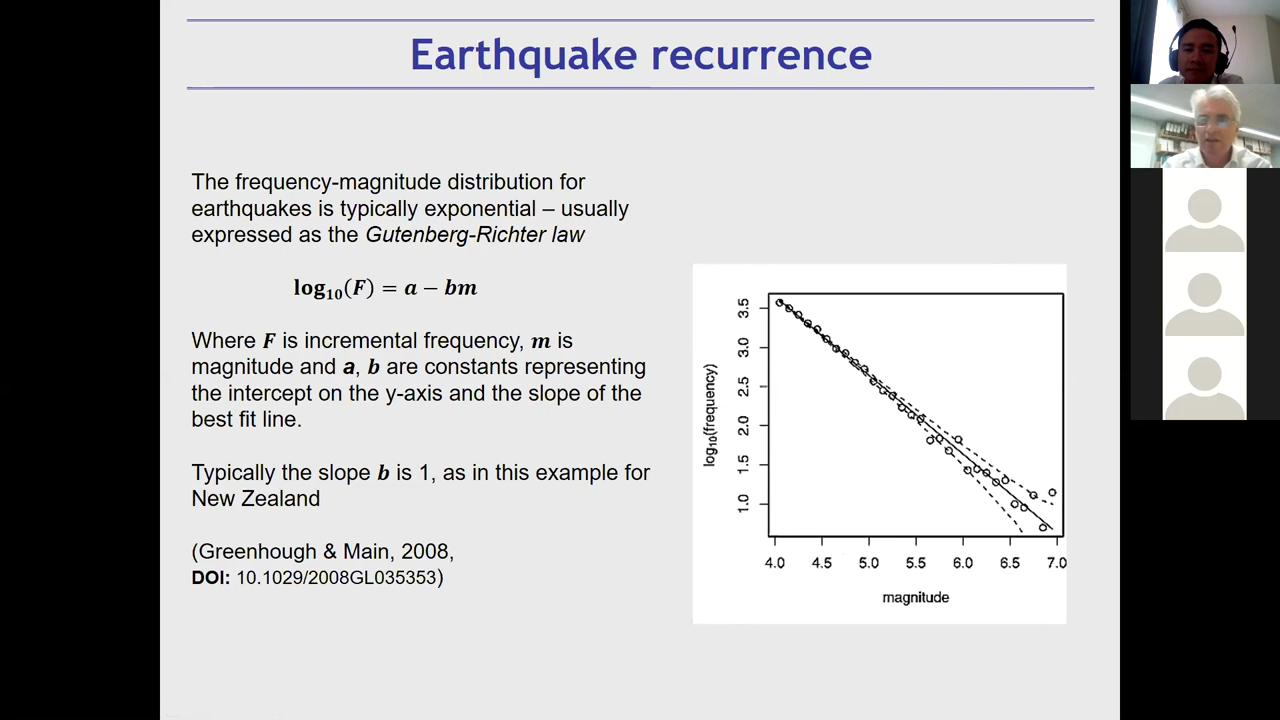 Earthquake recurrence
The frequency-magnitude distribution for
earthquakes is typically exponential – usually
expressed as the Gutenberg-Richter law
log₁₀(F) = a − bm
Where F is incremental frequency, m is
magnitude and a, b are constants representing
the intercept on the y-axis and the slope of the
best fit line.
Typically the slope b is 1, as in this example for
New Zealand
(Greenhough & Main, 2008,
DOI: 10.1029/2008GL035353)
log₁₀(frequency)
3.5
3.0
2.5
2.0
1.5
1.0
4.0 4.5 5.0 5.5 6.0 6.5 7.0
magnitude